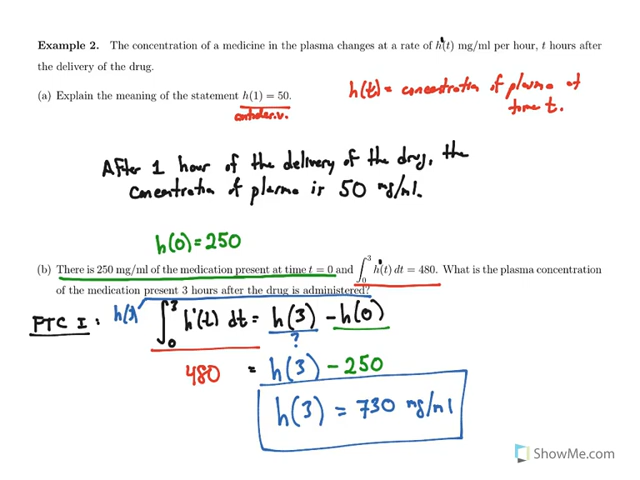 Example 2. The concentration of a medicine in the plasma changes at a rate of h'(t) mg/ml per hour, t hours after
the delivery of the drug.
(a) Explain the meaning of the statement h(1) = 50.
antider.v.
h(t) = concentration of plasma at
time t.
After 1 hour of the delivery of the drug, the
concentration of plasma is 50 mg/ml.
h(0) = 250
(b) There is 250 mg/ml of the medication present at time t = 0 and ∫₀³ h'(t) dt = 480. What is the plasma concentration
of the medication present 3 hours after the drug is administered?
FTC I : h(3) ∫₀³ h'(t) dt = h(3) - h(0)
?
480 = h(3) - 250
h(3) = 730 mg/ml
ShowMe.com